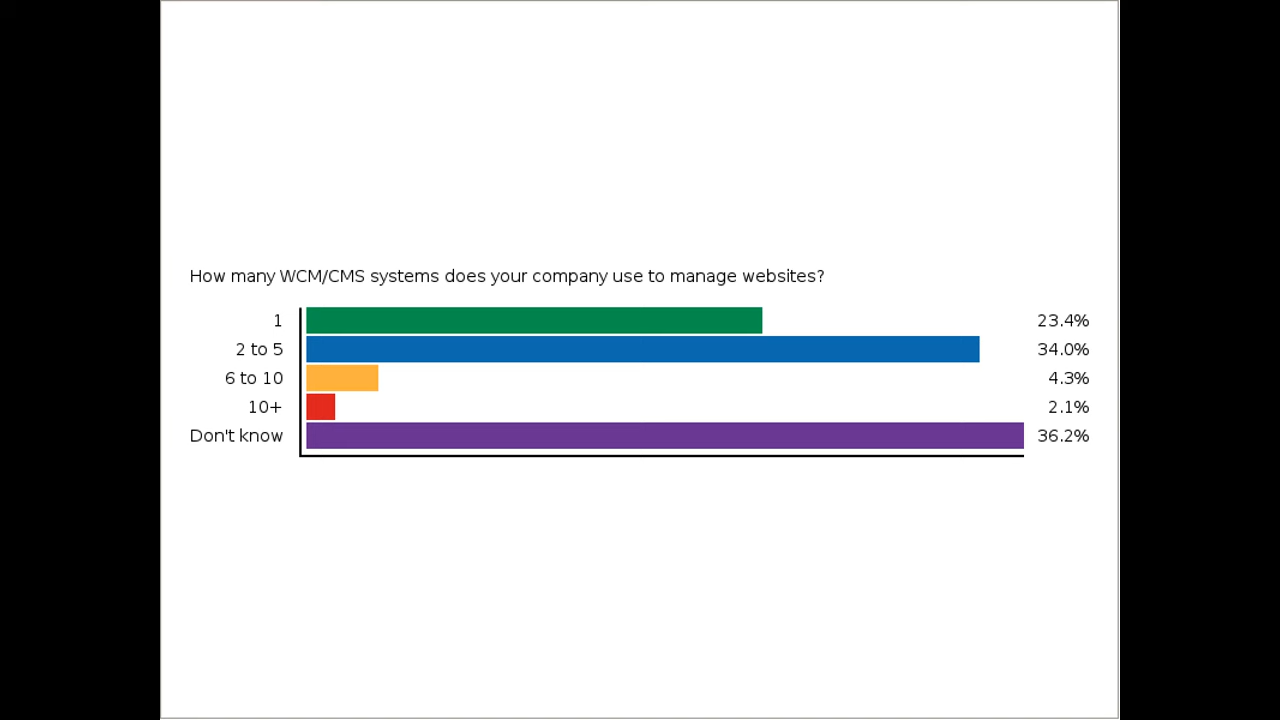 How many WCM/CMS systems does your company use to manage websites?
1 23.4%
2 to 5 34.0%
6 to 10 4.3%
10+ 2.1%
Don't know 36.2%